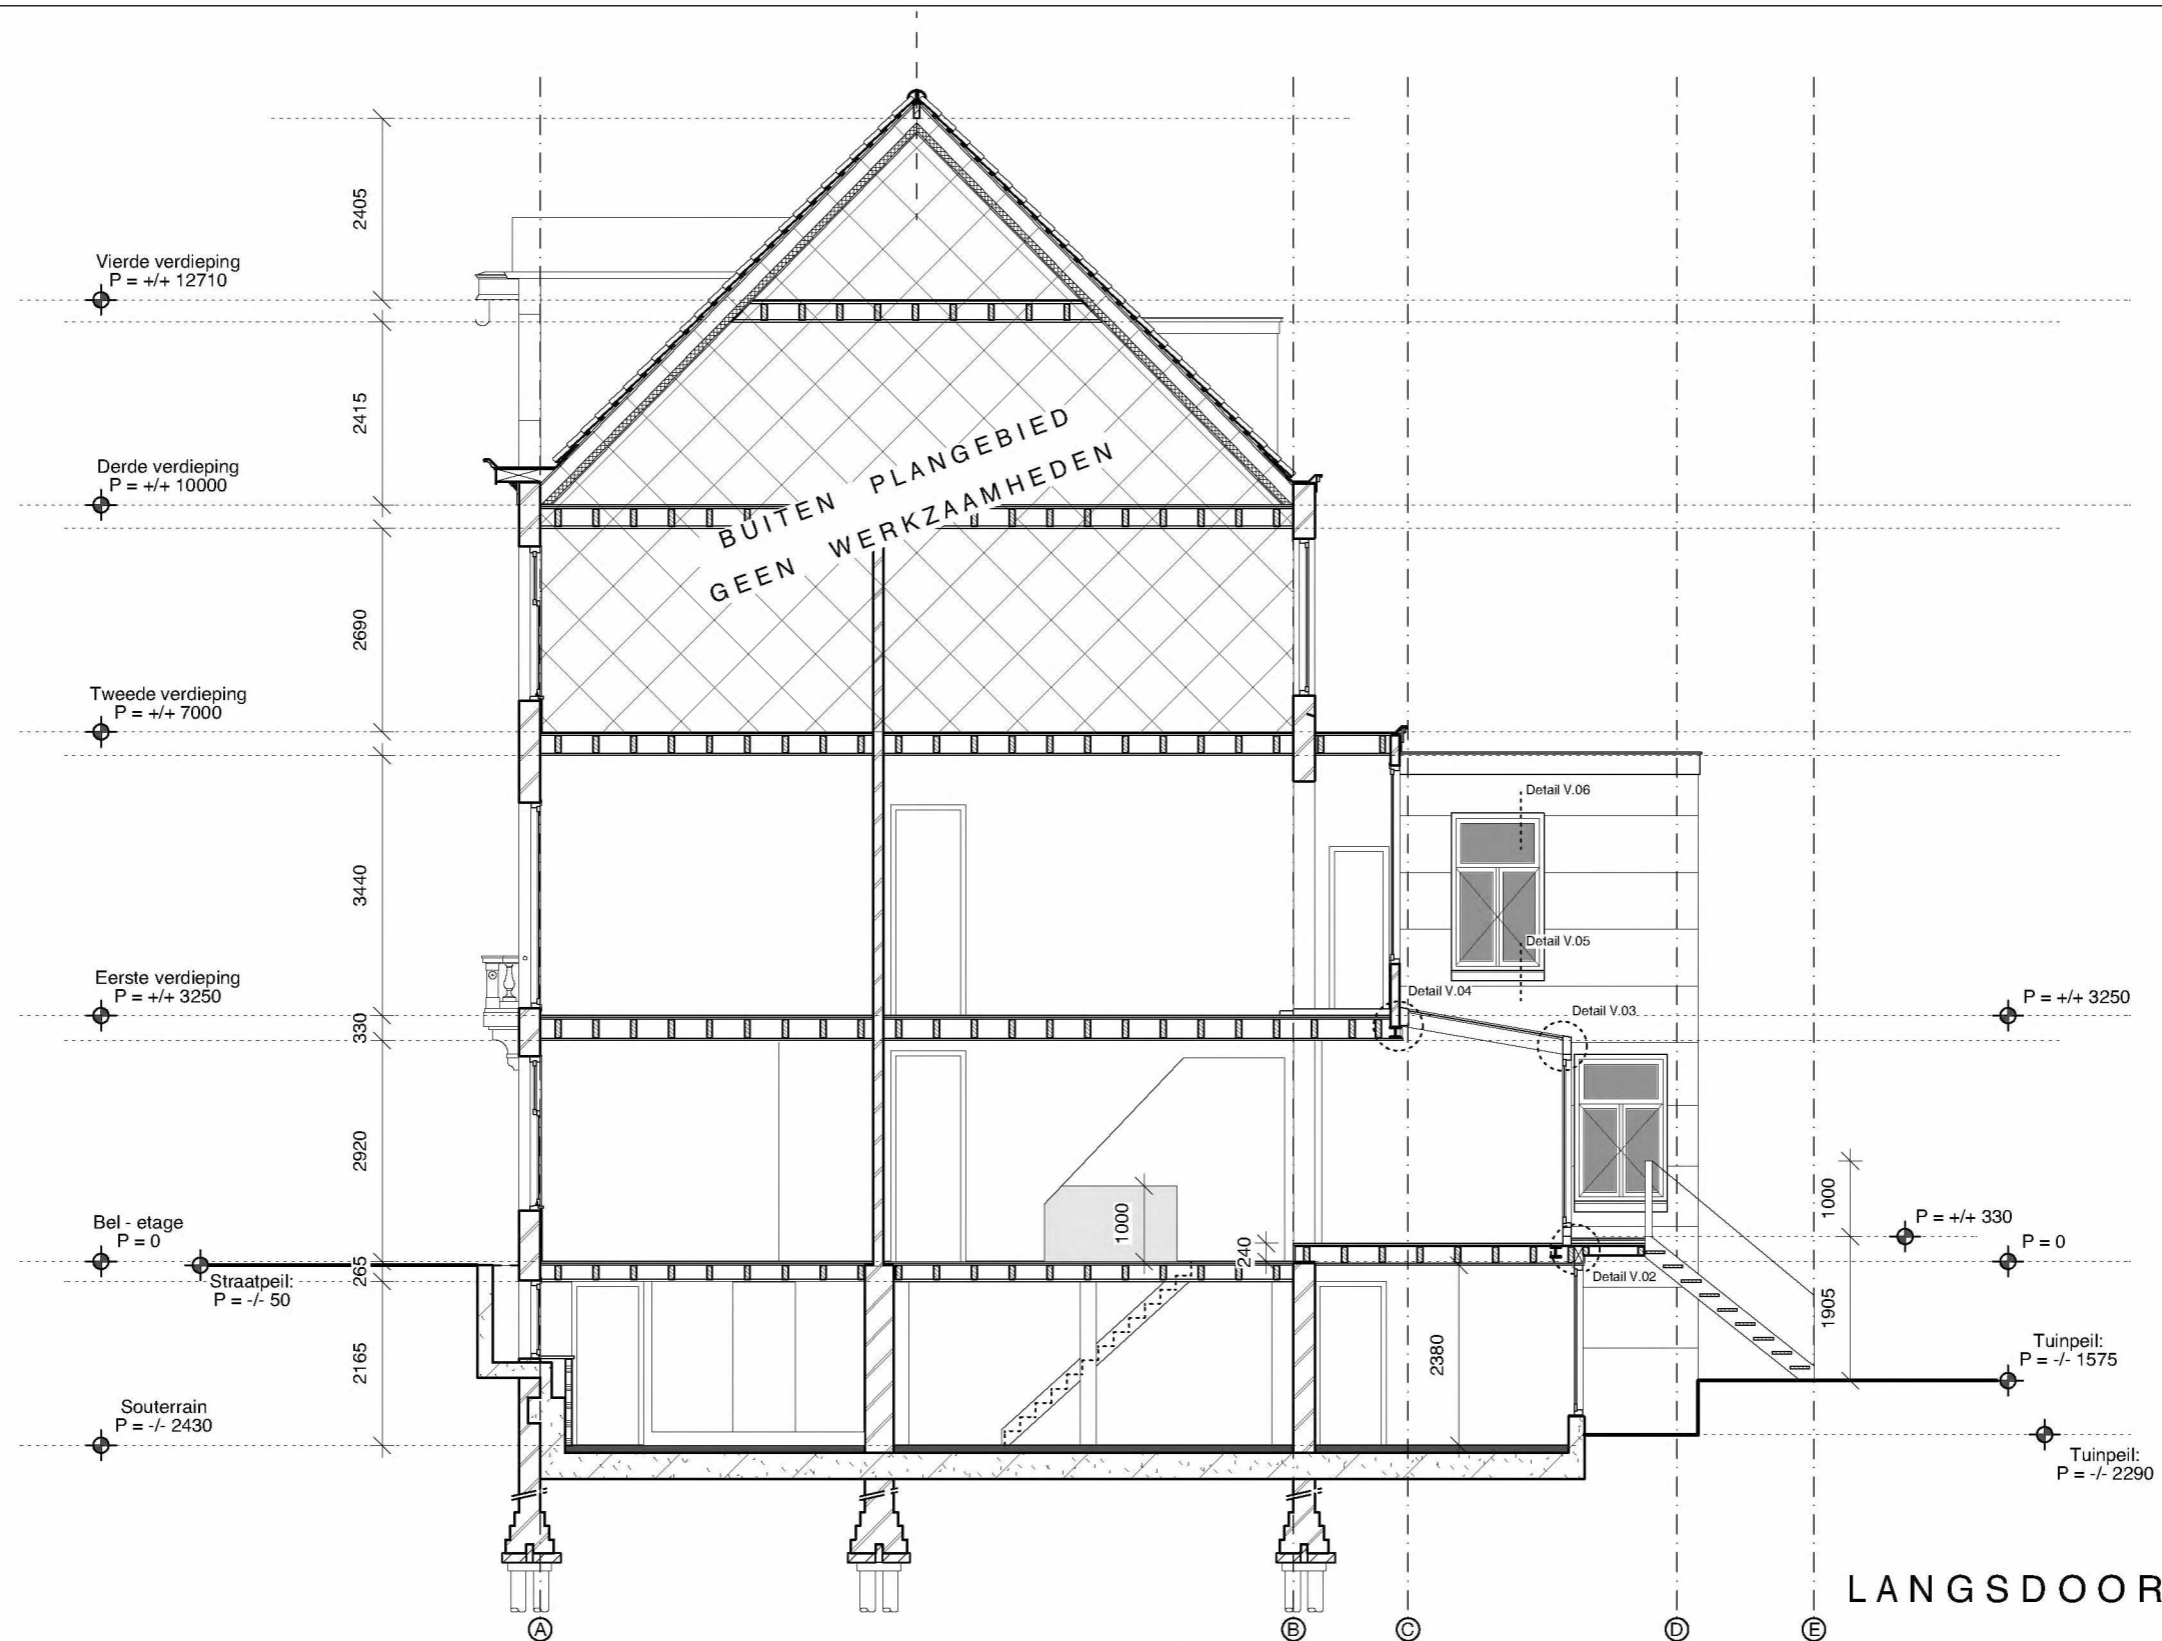 2405
Vierde verdieping
P = +/+ 12710
2415
Derde verdieping
P = +/+ 10000
BUITEN PLANGEBIED
GEEN WERKZAAMHEDEN
2690
Tweede verdieping
P = +/+ 7000
Detail V.06
3440
Detail V.05
Eerste verdieping
P = +/+ 3250
Detail V.04
Detail V.03
P = +/+ 3250
330
2920
1000
1000
Bel - etage
P = 0
P = +/+ 330
P = 0
240
265
Straatpeil:
P = -/- 50
Detail V.02
1905
2165
2380
Tuinpeil:
P = -/- 1575
Souterrain
P = -/- 2430
Tuinpeil:
P = -/- 2290
LANGSDOOR
A
B
C
D
E